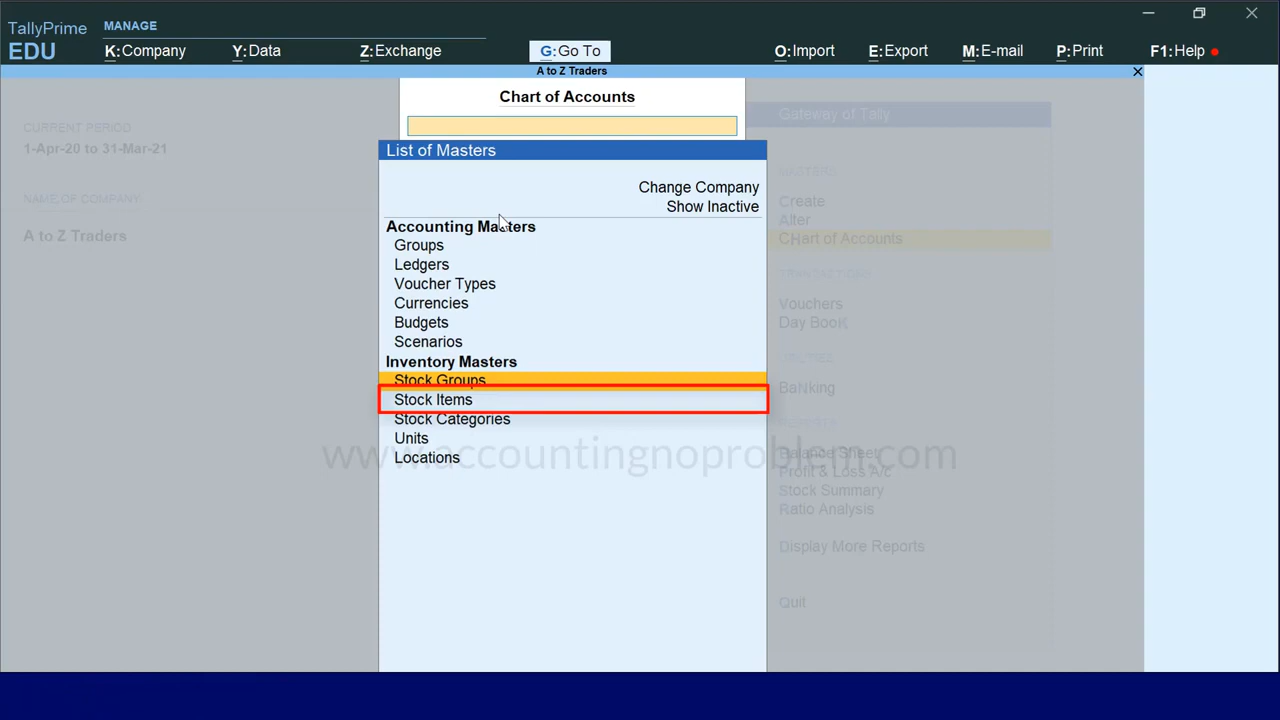 TallyPrime
EDU
MANAGE
K:Company
Y:Data
Z:Exchange
G:Go To
O:Import
E:Export
M:E-mail
P:Print
F1:Help
A to Z Traders
CURRENT PERIOD
1-Apr-20 to 31-Mar-21
NAME OF COMPANY
A to Z Traders
Chart of Accounts
List of Masters
Change Company
Show Inactive
Accounting Masters
Groups
Ledgers
Voucher Types
Currencies
Budgets
Scenarios
Inventory Masters
Stock Groups
Stock Items
Stock Categories
Units
Locations
Gateway of Tally
MASTERS
Create
Alter
CHart of Accounts
TRANSACTIONS
Vouchers
Day BooK
UTILITIES
BaNking
REPORTS
Balance Sheet
Profit & Loss A/c
Stock Summary
Ratio Analysis
Display More Reports
Quit
www.accountingnoproblem.com